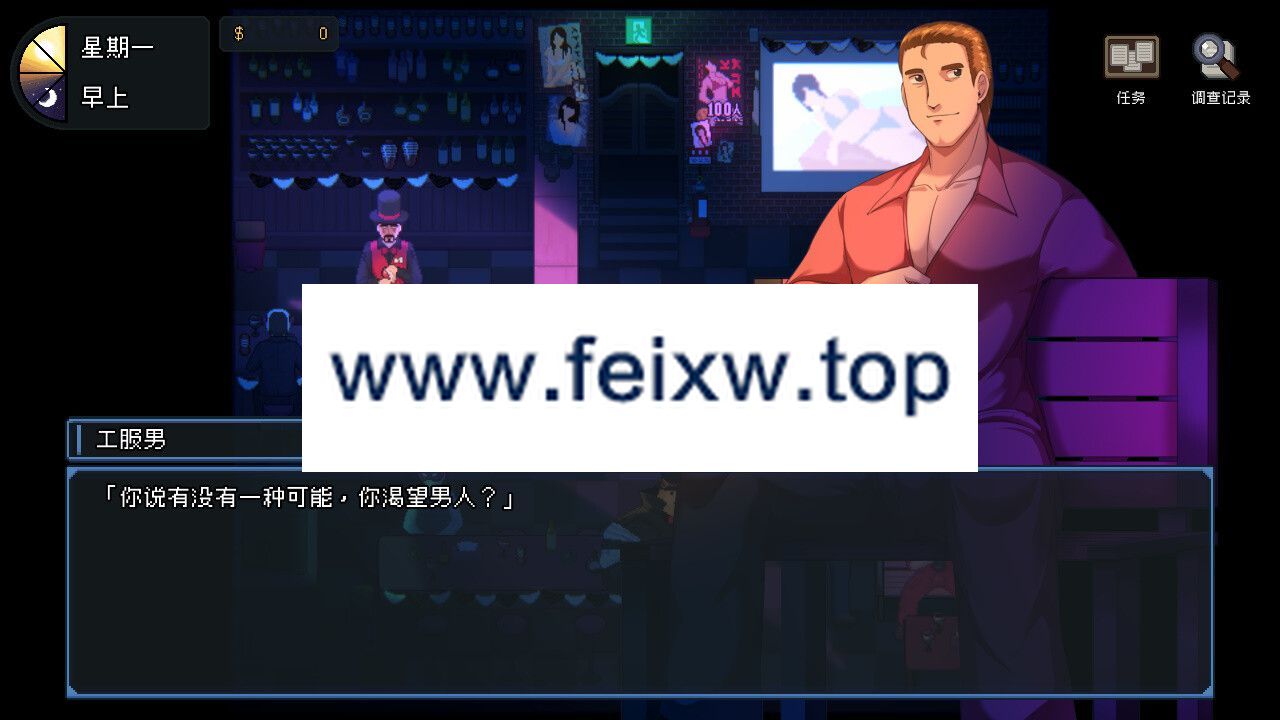 星期一
早上
$ 0
任务
调查记录
100人
www.feixw.top
工服男
「你说有没有一种可能，你渴望男人？」